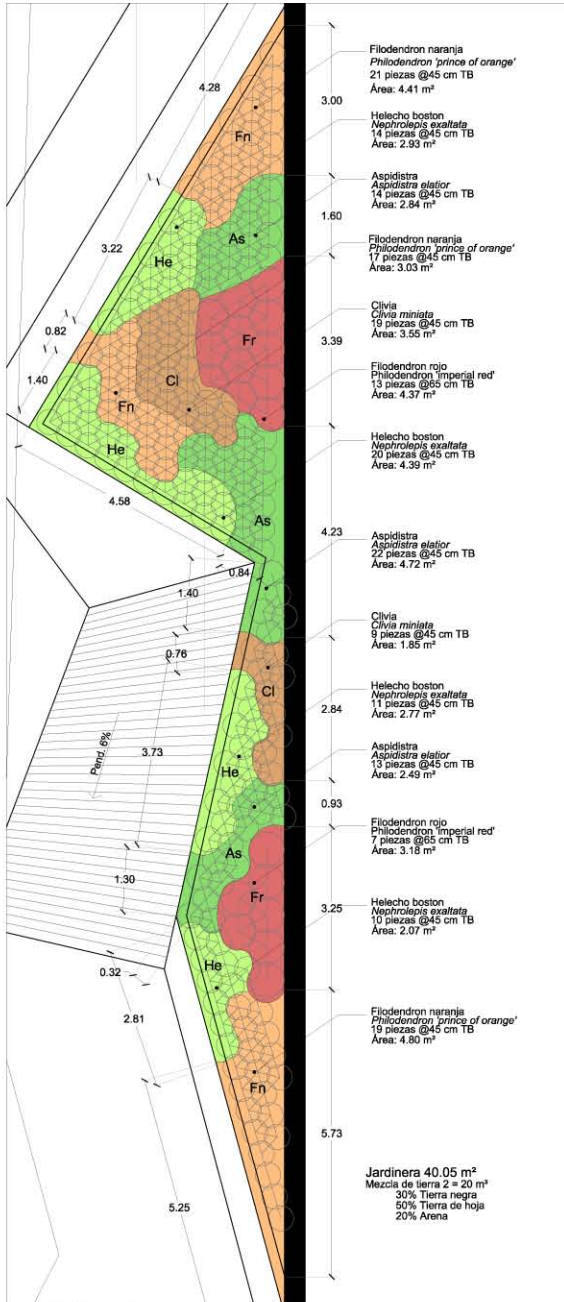 Filodendron naranja
Philodendron 'prince of orange'
21 piezas @45 cm TB
Área: 4.41 m²
4.28
3.00
Helecho boston
Nephrolepis exaltata
14 piezas @45 cm TB
Área: 2.93 m²
Fn
Aspidistra
Aspidistra elatior
14 piezas @45 cm TB
Área: 2.84 m²
1.60
3.22
He
As
Filodendron naranja
Philodendron 'prince of orange'
17 piezas @45 cm TB
Área: 3.03 m²
Clivia
Clivia miniata
19 piezas @45 cm TB
Área: 3.55 m²
0.82
Fr
3.39
1.40
Cl
Fn
Filodendron rojo
Philodendron 'imperial red'
13 piezas @65 cm TB
Área: 4.37 m²
He
Helecho boston
Nephrolepis exaltata
20 piezas @45 cm TB
Área: 4.39 m²
4.58
As
4.23
Aspidistra
Aspidistra elatior
22 piezas @45 cm TB
Área: 4.72 m²
0.84
1.40
Clivia
Clivia miniata
9 piezas @45 cm TB
Área: 1.85 m²
0.76
Cl
2.84
Helecho boston
Nephrolepis exaltata
11 piezas @45 cm TB
Área: 2.77 m²
Pend. 6%
3.73
He
Aspidistra
Aspidistra elatior
13 piezas @45 cm TB
Área: 2.49 m²
0.93
As
Filodendron rojo
Philodendron 'imperial red'
7 piezas @65 cm TB
Área: 3.18 m²
1.30
Fr
3.25
Helecho boston
Nephrolepis exaltata
10 piezas @45 cm TB
Área: 2.07 m²
0.32
He
2.81
Filodendron naranja
Philodendron 'prince of orange'
19 piezas @45 cm TB
Área: 4.80 m²
Fn
5.73
5.25
Jardinera 40.05 m²
Mezcla de tierra 2 = 20 m³
30% Tierra negra
50% Tierra de hoja
20% Arena